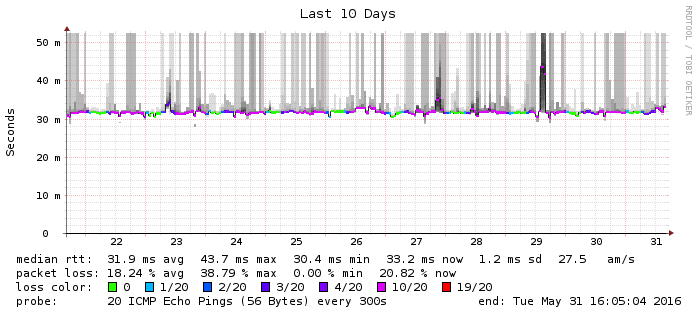 Last 10 Days
RRDTOOL / TOBI OETIKER
Seconds
50 m
40 m
30 m
20 m
10 m
0
22 23 24 25 26 27 28 29 30 31
median rtt: 31.9 ms avg 43.7 ms max 30.4 ms min 33.2 ms now 1.2 ms sd 27.5 am/s
packet loss: 18.24 % avg 38.79 % max 0.00 % min 20.82 % now
loss color: 0 1/20 2/20 3/20 4/20 10/20 19/20
probe: 20 ICMP Echo Pings (56 Bytes) every 300s end: Tue May 31 16:05:04 2016